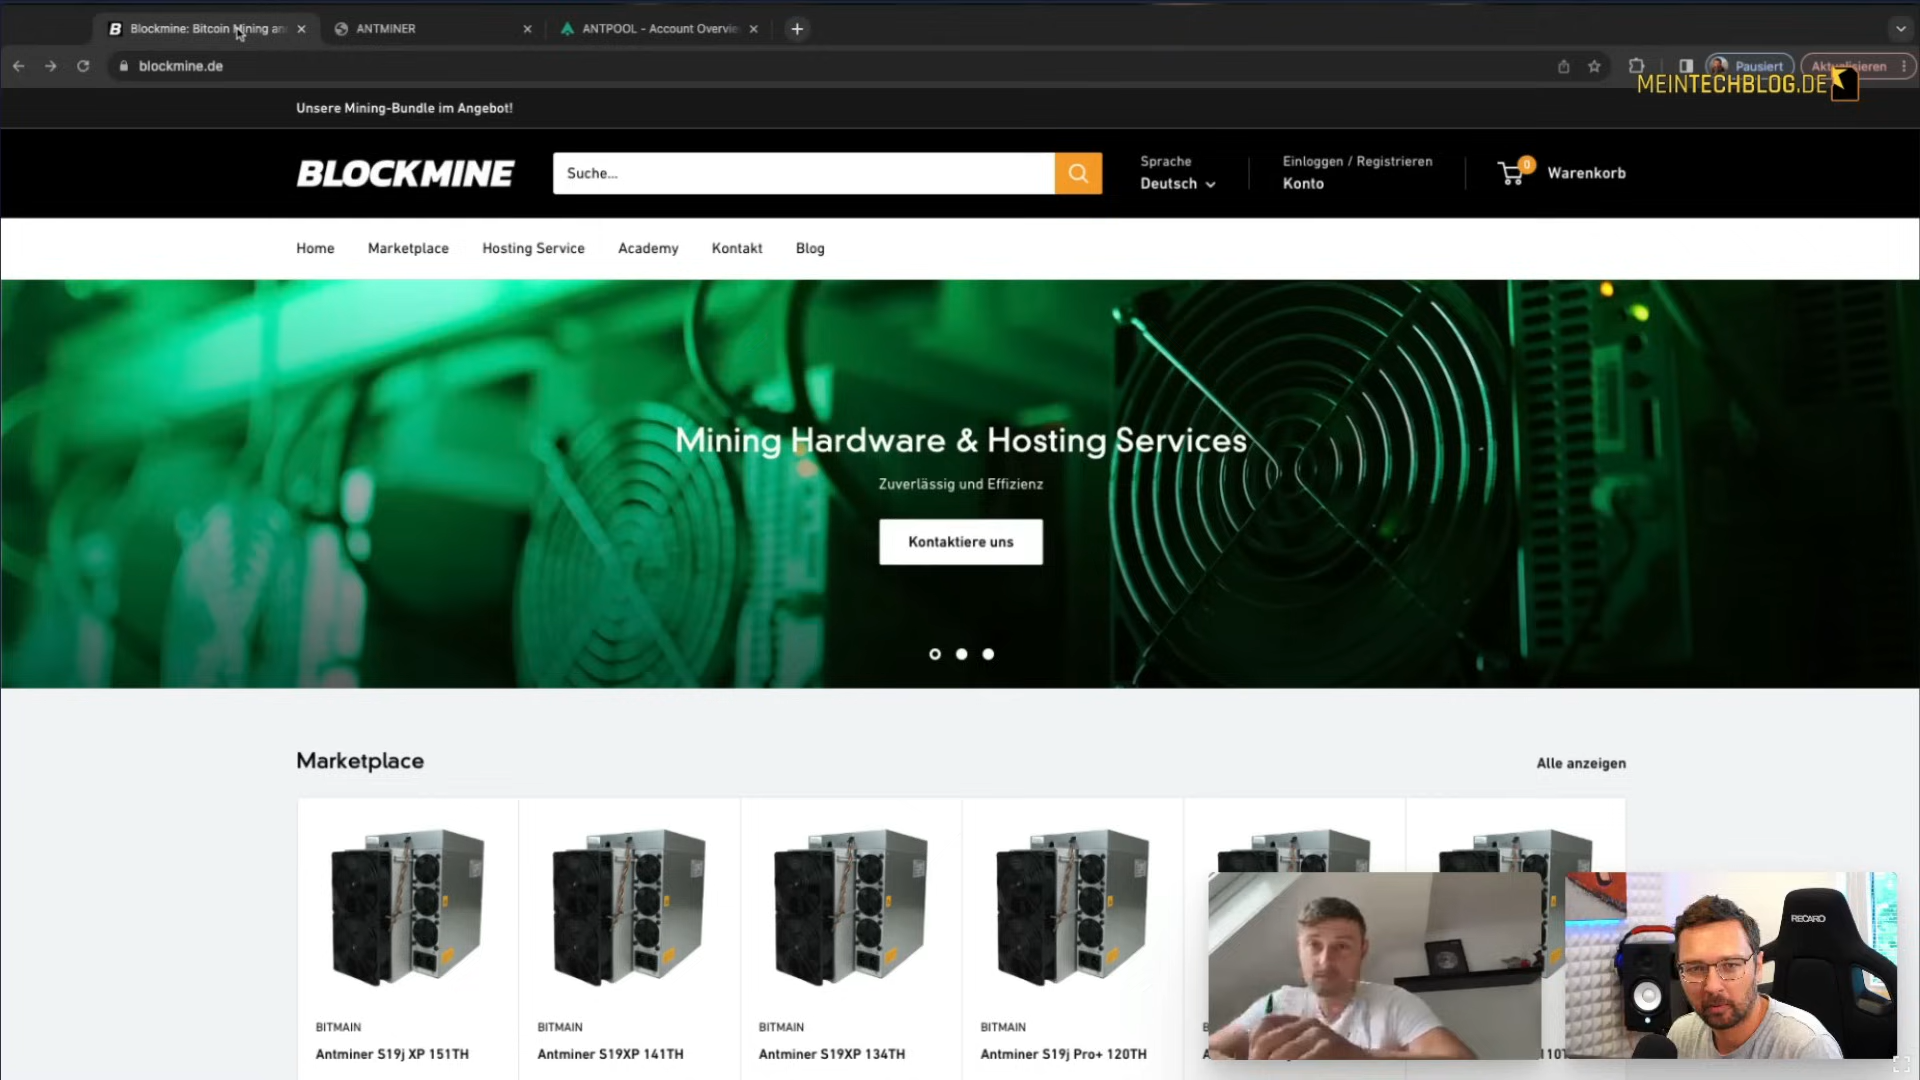 Blockmine: Bitcoin Mining an
ANTMINER
ANTPOOL - Account Overvie
blockmine.de
Pausiert
Aktualisieren
MEINTECHBLOG.DE
Unsere Mining-Bundle im Angebot!
BLOCKMINE
Suche...
Sprache
Deutsch
Einloggen / Registrieren
Konto
0
Warenkorb
Home
Marketplace
Hosting Service
Academy
Kontakt
Blog
Mining Hardware & Hosting Services
Zuverlässig und Effizienz
Kontaktiere uns
Marketplace
Alle anzeigen
BITMAIN
Antminer S19j XP 151TH
BITMAIN
Antminer S19XP 141TH
BITMAIN
Antminer S19XP 134TH
BITMAIN
Antminer S19j Pro+ 120TH
RECARO